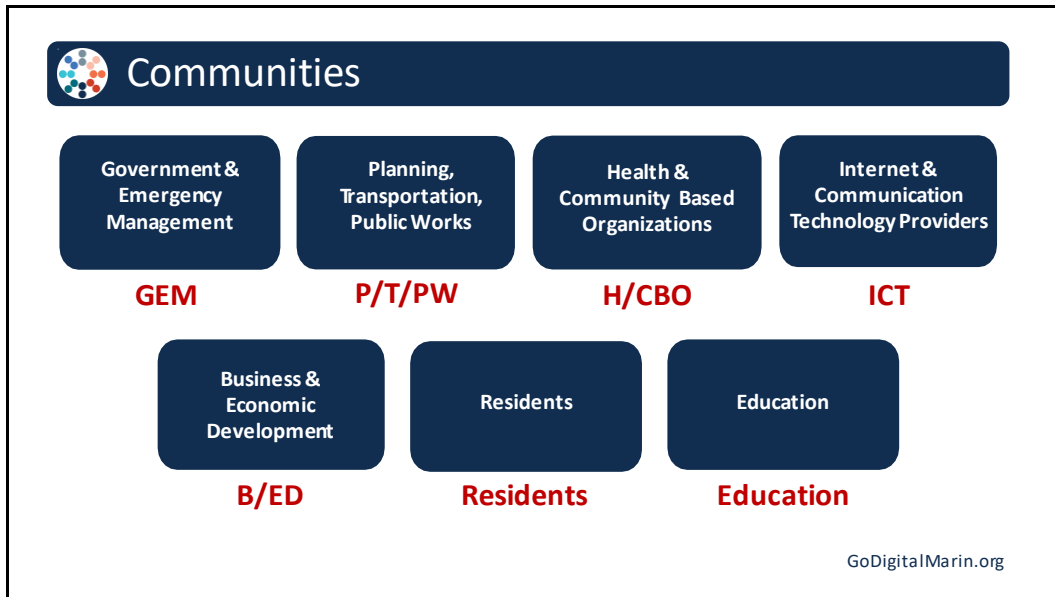 Communities
Government &
Emergency
Management
Planning,
Transportation,
Public Works
Health &
Community Based
Organizations
Internet &
Communication
Technology Providers
GEM
P/T/PW
H/CBO
ICT
Business &
Economic
Development
Residents
Education
B/ED
Residents
Education
GoDigitalMarin.org